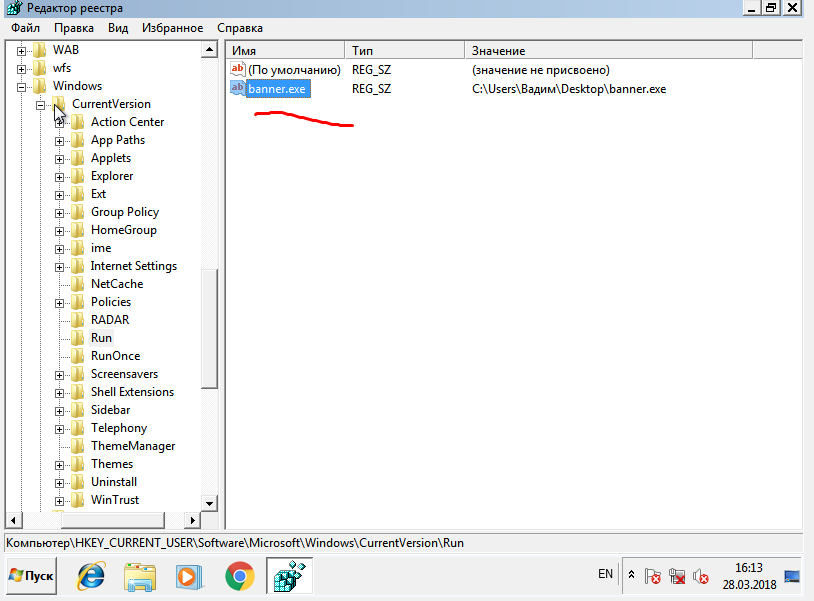 Редактор реестра
Файл Правка Вид Избранное Справка
WAB
wfs
Windows
CurrentVersion
Action Center
App Paths
Applets
Explorer
Ext
Group Policy
HomeGroup
ime
Internet Settings
NetCache
Policies
RADAR
Run
RunOnce
Screensavers
Shell Extensions
Sidebar
Telephony
ThemeManager
Themes
Uninstall
WinTrust
Имя Тип Значение
ab (По умолчанию) REG_SZ (значение не присвоено)
ab banner.exe REG_SZ C:\Users\Вадим\Desktop\banner.exe
Компьютер\HKEY_CURRENT_USER\Software\Microsoft\Windows\CurrentVersion\Run
Пуск
EN
16:13
28.03.2018